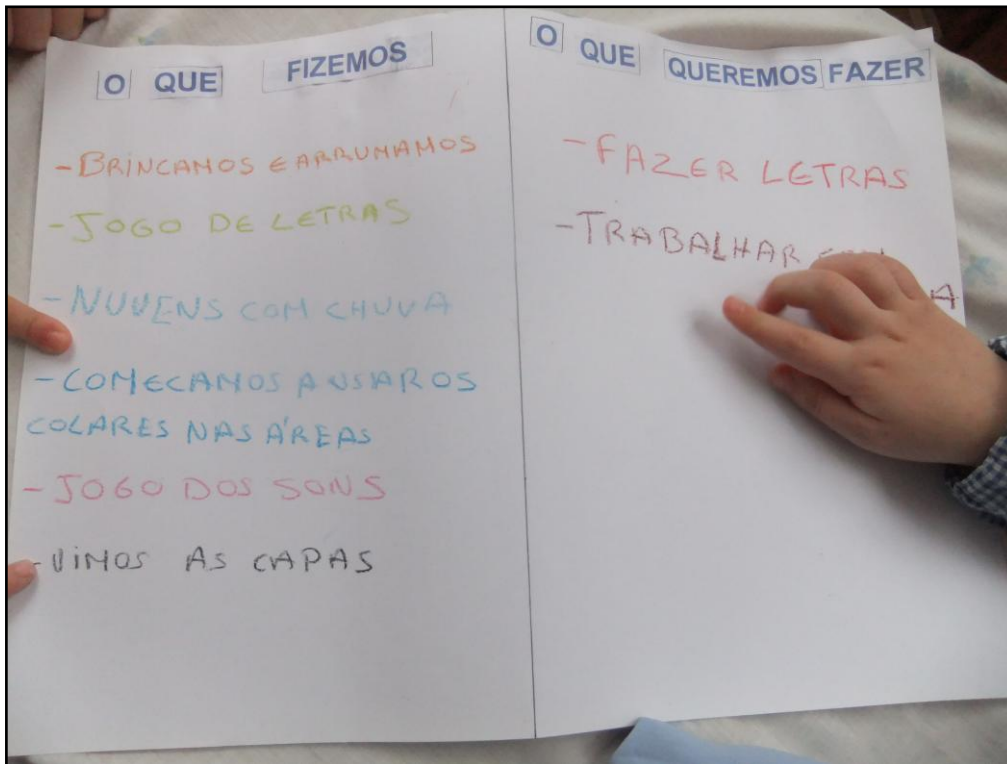 O QUE FIZEMOS
- BRINCAMOS E ARRUMAMOS
- JOGO DE LETRAS
- NUVENS COM CHUVA
- COMECAMOS A USAR OS
COLARES NAS ÁREAS
- JOGO DOS SONS
- VIMOS AS CAPAS
O QUE QUEREMOS FAZER
- FAZER LETRAS
- TRABALHAR